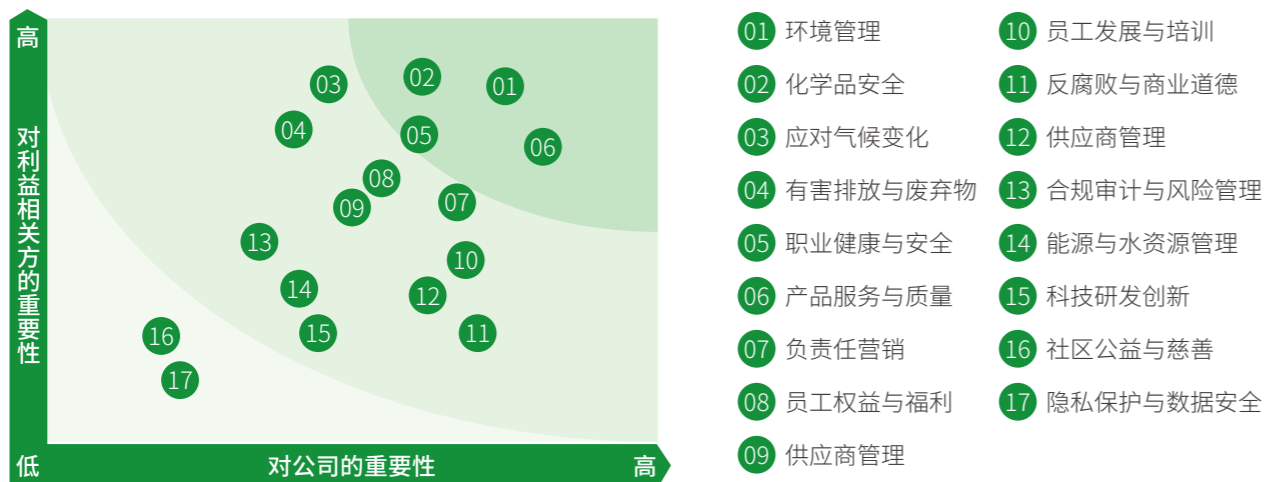 高
对利益相关方的重要性
低
对公司的重要性
高
03
02
01
04
05
06
08
09
07
13
10
14
12
15
11
16
17
01 环境管理
02 化学品安全
03 应对气候变化
04 有害排放与废弃物
05 职业健康与安全
06 产品服务与质量
07 负责任营销
08 员工权益与福利
09 供应商管理
10 员工发展与培训
11 反腐败与商业道德
12 供应商管理
13 合规审计与风险管理
14 能源与水资源管理
15 科技研发创新
16 社区公益与慈善
17 隐私保护与数据安全